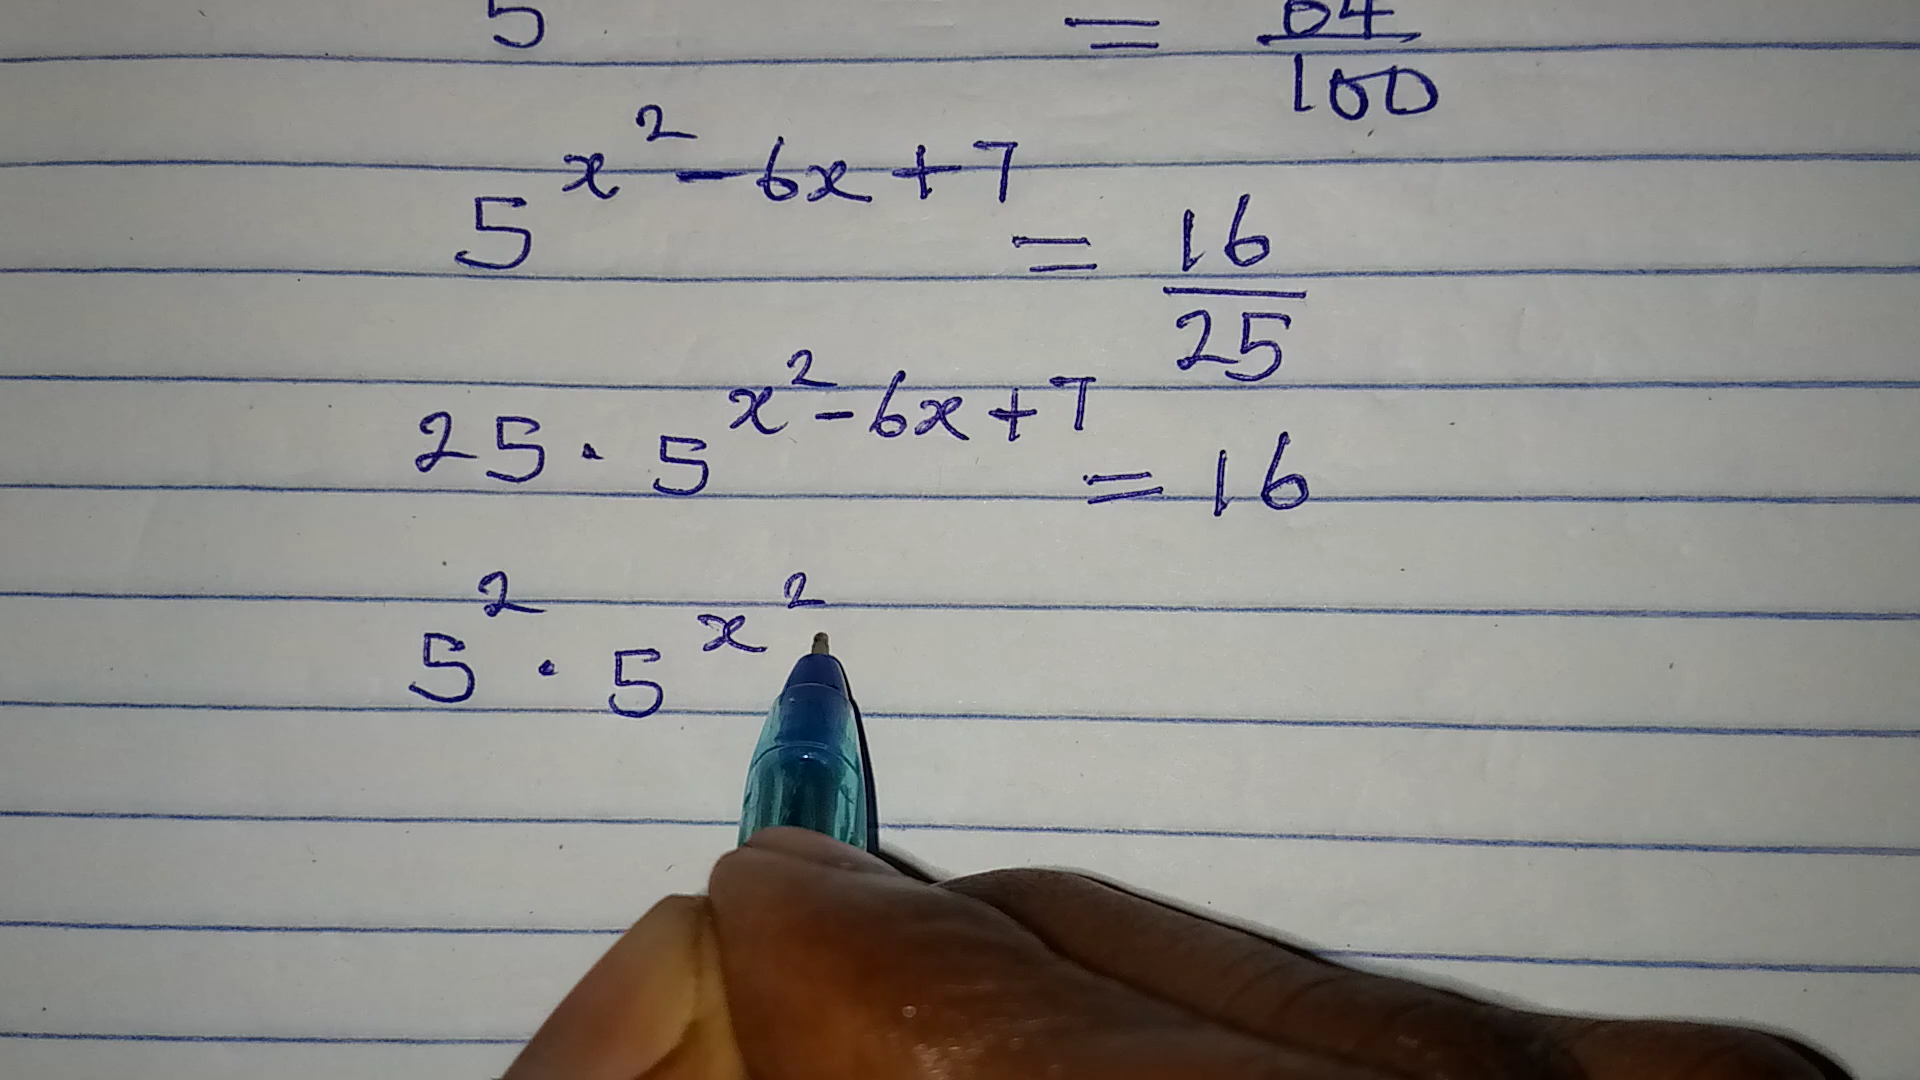 5 = 64/100
5^(x²-6x+7) = 16/25
25 · 5^(x²-6x+7) = 16
5² · 5^(x²